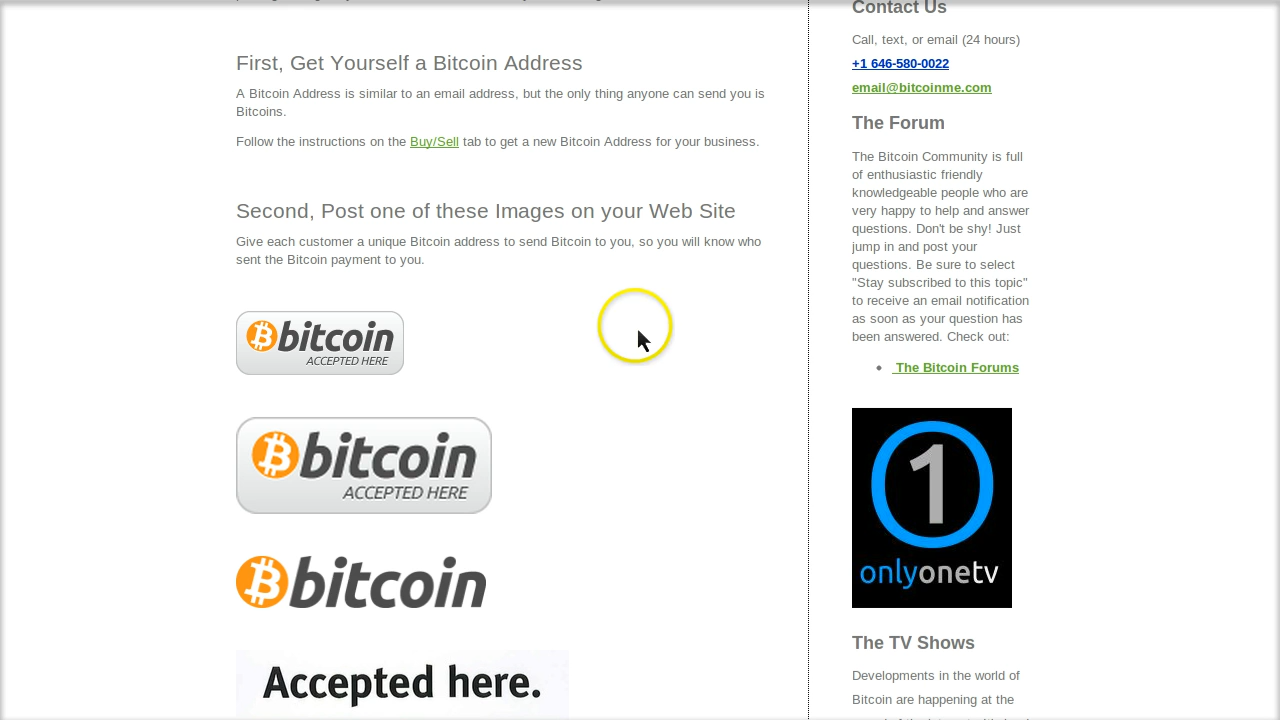 First, Get Yourself a Bitcoin Address
A Bitcoin Address is similar to an email address, but the only thing anyone can send you is
Bitcoins.
Follow the instructions on the Buy/Sell tab to get a new Bitcoin Address for your business.
Second, Post one of these Images on your Web Site
Give each customer a unique Bitcoin address to send Bitcoin to you, so you will know who
sent the Bitcoin payment to you.
bitcoin
ACCEPTED HERE
bitcoin
ACCEPTED HERE
bitcoin
Accepted here.
Contact Us
Call, text, or email (24 hours)
+1 646-580-0022
email@bitcoinme.com
The Forum
The Bitcoin Community is full
of enthusiastic friendly
knowledgeable people who are
very happy to help and answer
questions. Don't be shy! Just
jump in and post your
questions. Be sure to select
"Stay subscribed to this topic"
to receive an email notification
as soon as your question has
been answered. Check out:
The Bitcoin Forums
1
onlyonetv
The TV Shows
Developments in the world of
Bitcoin are happening at the